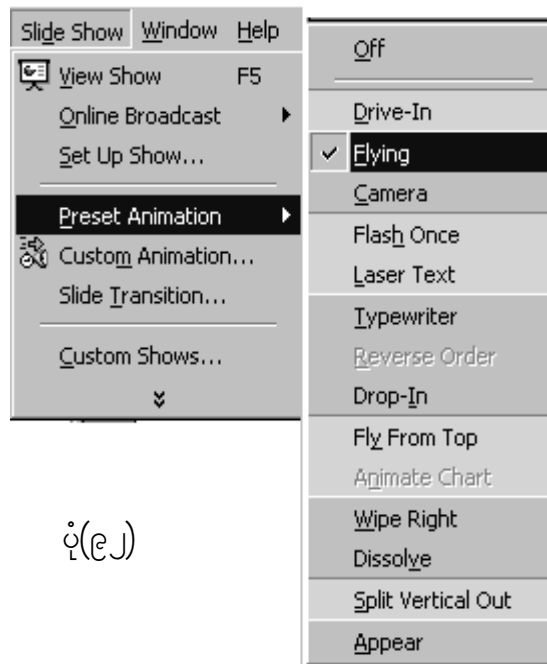 Slide Show Window Help
View Show F5
Online Broadcast
Set Up Show...
Preset Animation
Custom Animation...
Slide Transition...
Custom Shows...
Off
Drive-In
Flying
Camera
Flash Once
Laser Text
Typewriter
Reverse Order
Drop-In
Fly From Top
Animate Chart
Wipe Right
Dissolve
Split Vertical Out
Appear
ပုံ(၉၂)